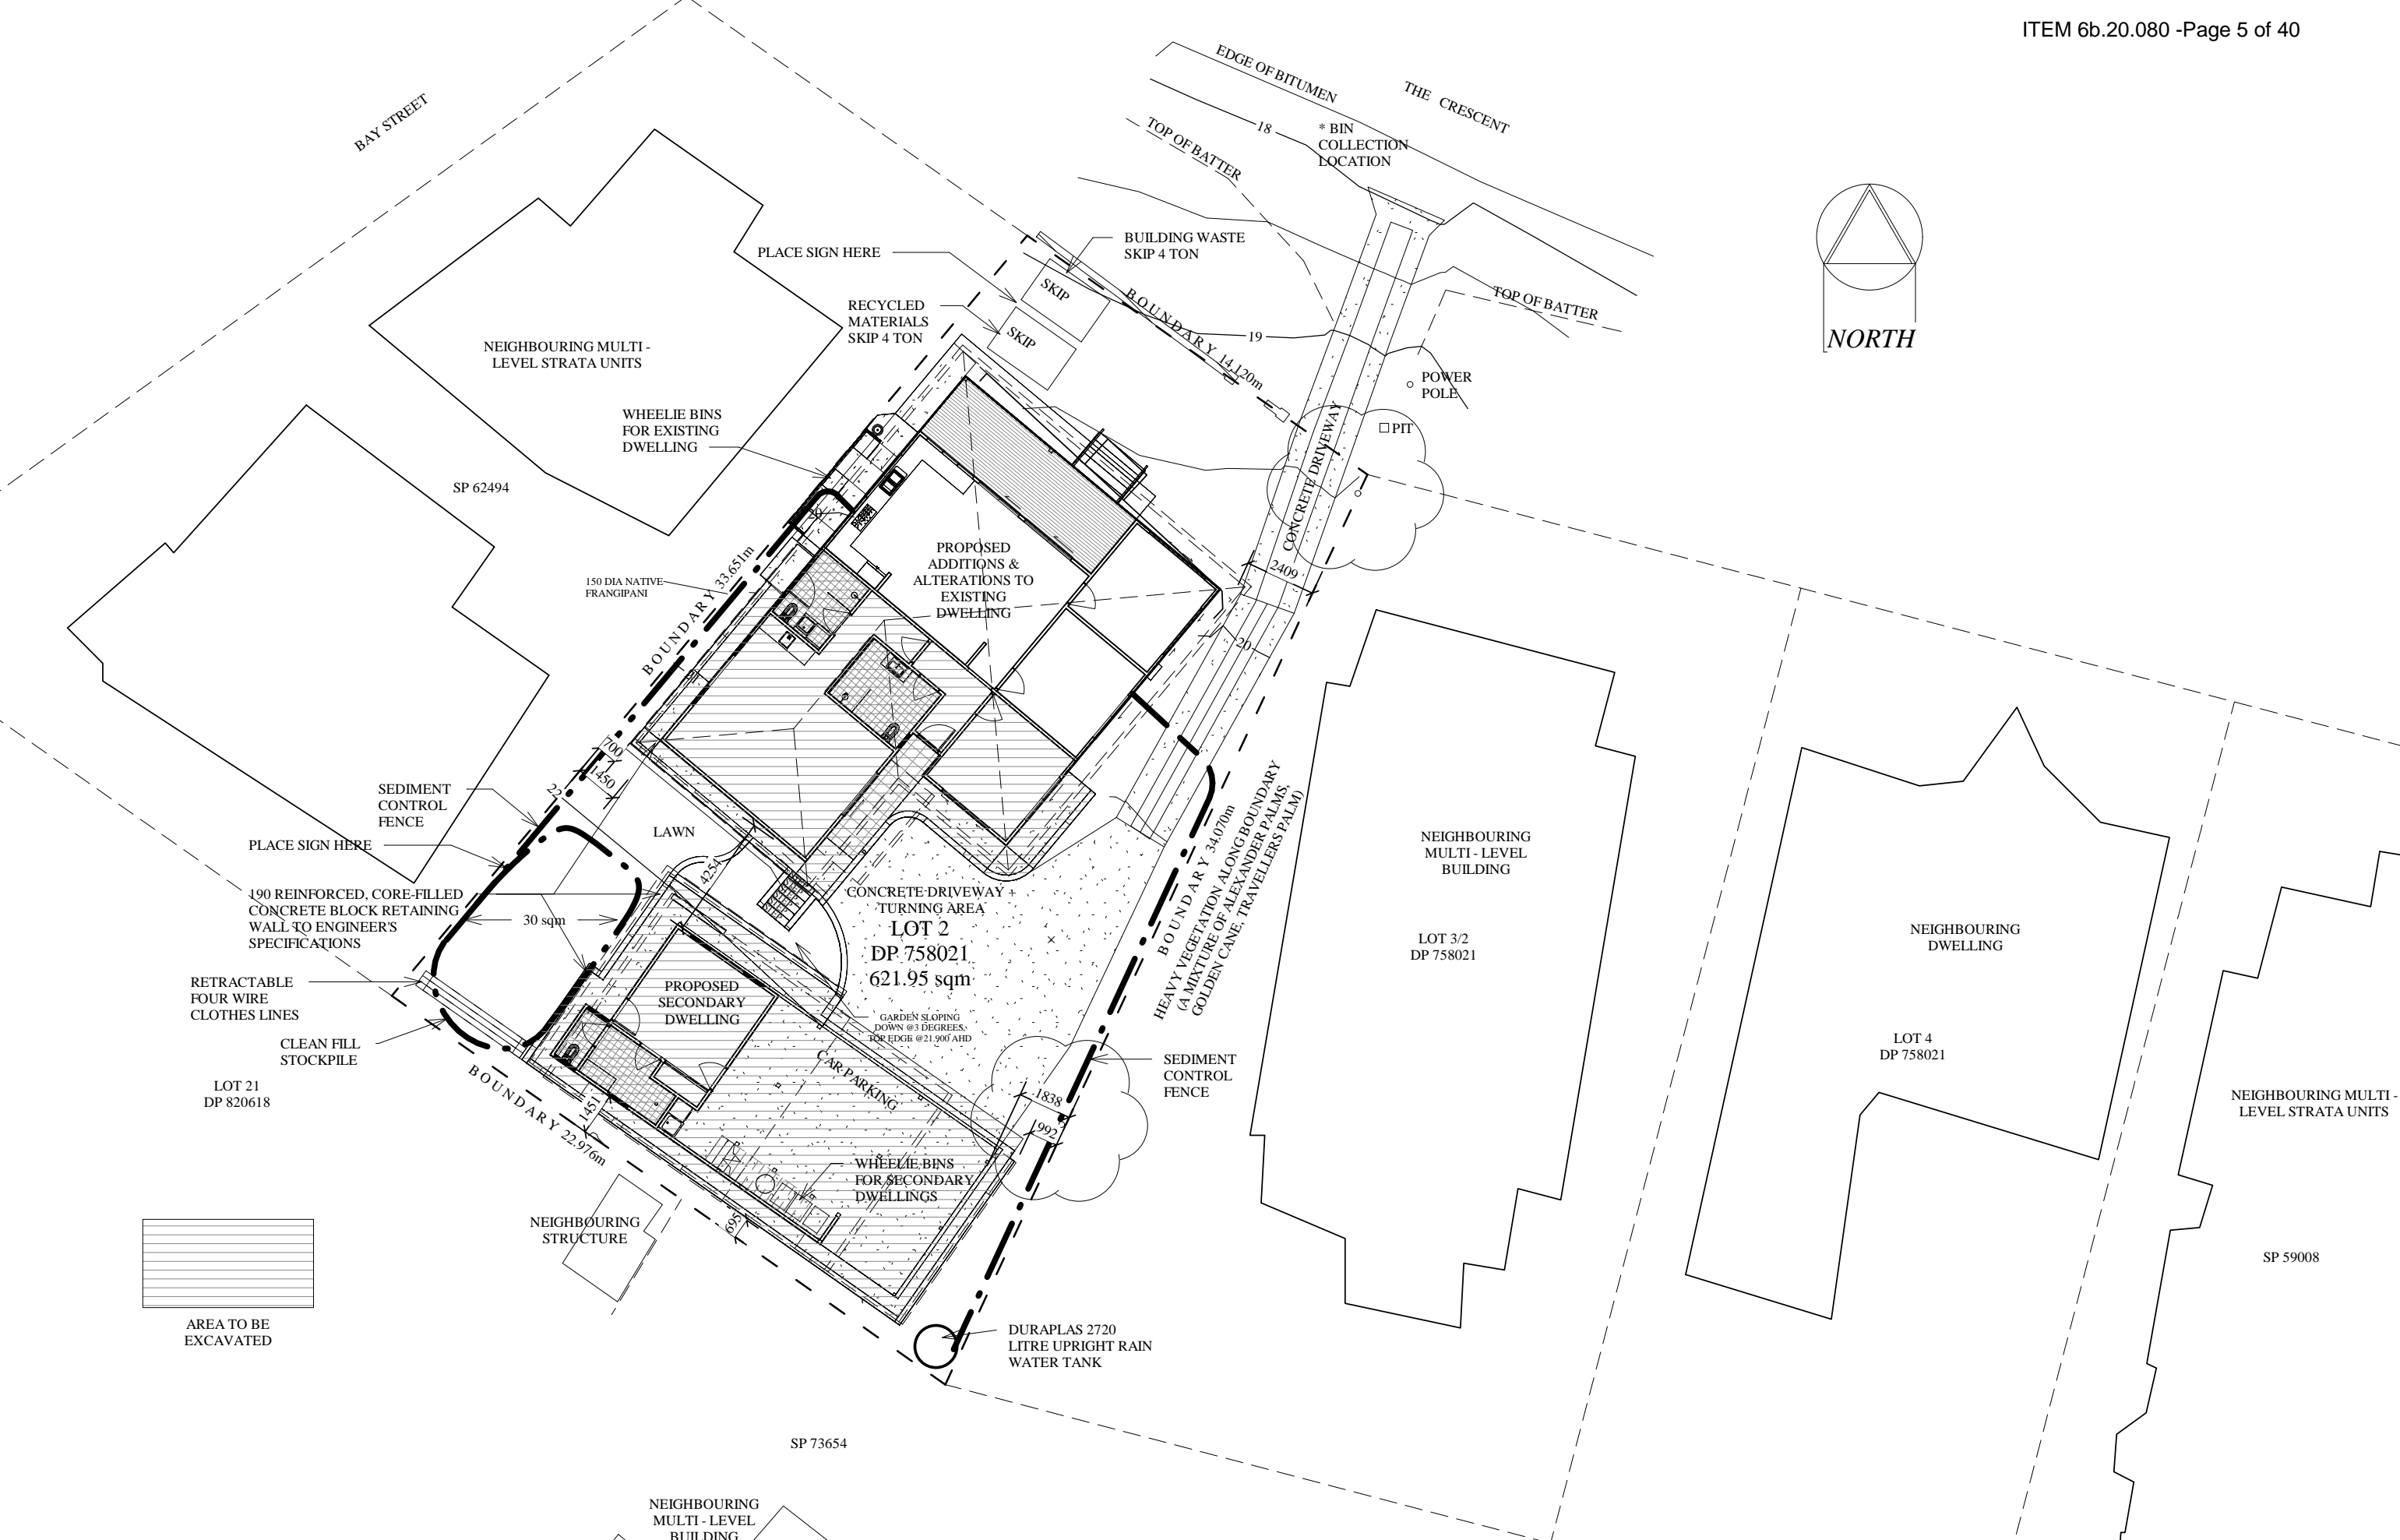 ITEM 6b.20.080 -Page 5 of 40
EDGE OF BITUMEN
THE CRESCENT
BAY STREET
TOP OF BATTER
18
* BIN
COLLECTION
LOCATION
PLACE SIGN HERE
BUILDING WASTE
SKIP 4 TON
SKIP
RECYCLED
MATERIALS
SKIP 4 TON
SKIP
BOUNDARY 14.120m
19
TOP OF BATTER
NORTH
NEIGHBOURING MULTI -
LEVEL STRATA UNITS
POWER
POLE
WHEELIE BINS
FOR EXISTING
DWELLING
PIT
CONCRETE DRIVEWAY
SP 62494
20
PROPOSED
ADDITIONS &
ALTERATIONS TO
EXISTING
DWELLING
2409
150 DIA NATIVE
FRANGIPANI
BOUNDARY 33.651m
20
700
1450
22
SEDIMENT
CONTROL
FENCE
LAWN
PLACE SIGN HERE
4254
190 REINFORCED, CORE-FILLED
CONCRETE BLOCK RETAINING
WALL TO ENGINEER'S
SPECIFICATIONS
30 sqm
CONCRETE DRIVEWAY +
TURNING AREA
LOT 2
DP 758021
621.95 sqm
BOUNDARY 34.070m
HEAVY VEGETATION ALONG BOUNDARY
(A MIXTURE OF ALEXANDER PALMS,
GOLDEN CANE, TRAVELLERS PALM)
NEIGHBOURING
MULTI - LEVEL
BUILDING
LOT 3/2
DP 758021
NEIGHBOURING
DWELLING
LOT 4
DP 758021
RETRACTABLE
FOUR WIRE
CLOTHES LINES
PROPOSED
SECONDARY
DWELLING
GARDEN SLOPING
DOWN @3 DEGREES,
TOP EDGE @21.900 AHD
CLEAN FILL
STOCKPILE
CAR PARKING
SEDIMENT
CONTROL
FENCE
LOT 21
DP 820618
BOUNDARY 22.976m
1451
1838
992
NEIGHBOURING MULTI -
LEVEL STRATA UNITS
WHEELIE BINS
FOR SECONDARY
DWELLINGS
695
NEIGHBOURING
STRUCTURE
SP 59008
AREA TO BE
EXCAVATED
DURAPLAS 2720
LITRE UPRIGHT RAIN
WATER TANK
SP 73654
NEIGHBOURING
MULTI - LEVEL
BUILDING